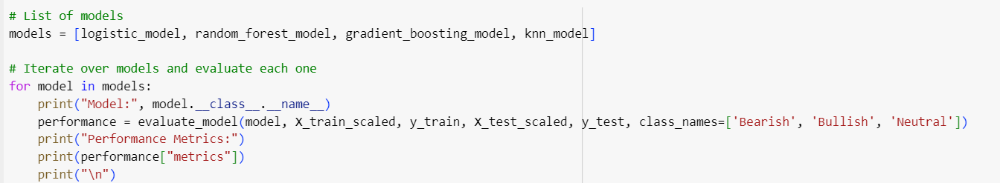 # List of models
models = [logistic_model, random_forest_model, gradient_boosting_model, knn_model]
# Iterate over models and evaluate each one
for model in models:
    print("Model:", model.__class__.__name__)
    performance = evaluate_model(model, X_train_scaled, y_train, X_test_scaled, y_test, class_names=['Bearish', 'Bullish', 'Neutral'])
    print("Performance Metrics:")
    print(performance["metrics"])
    print("\n")